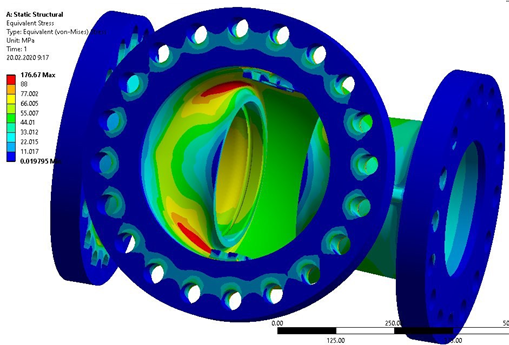 A: Static Structural
Equivalent Stress
Type: Equivalent (von-Mises)
Unit: MPa
Time: 1
20.02.2020 9:17
176.67 Max
88
77.002
66.005
55.007
44.01
33.012
22.015
11.017
0.019795
0.00
250.0
125.00